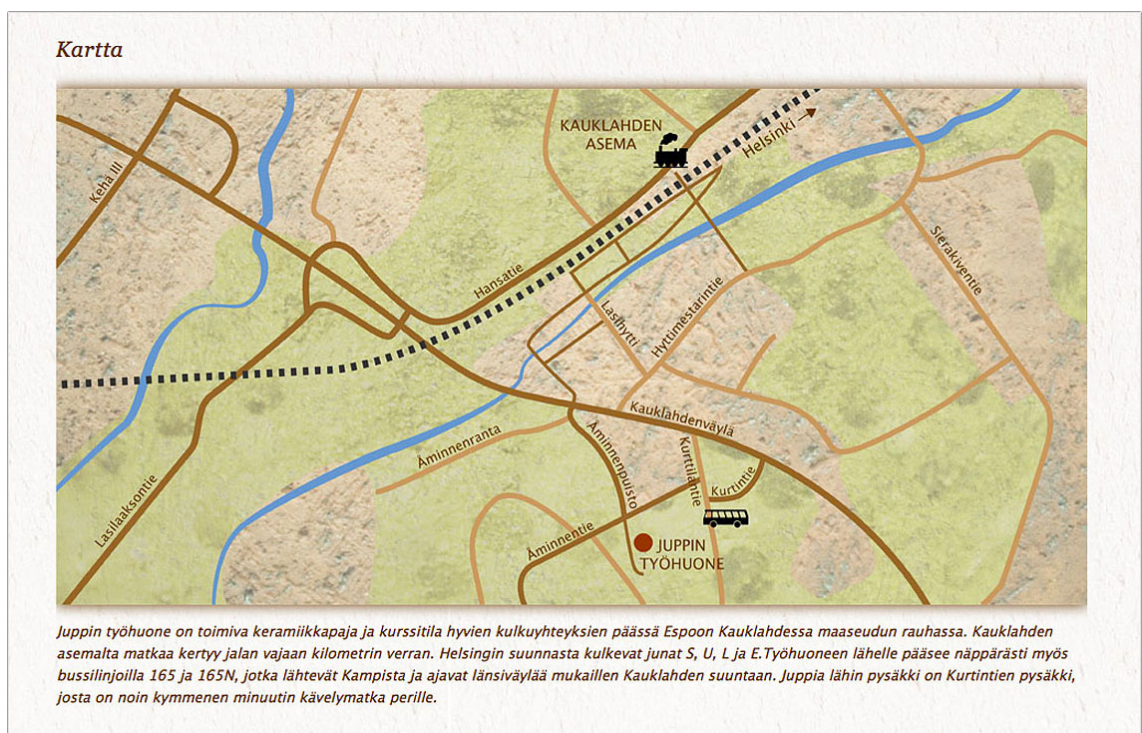 Kartta
KAUKLAHDEN
ASEMA
Helsinki
Kehä III
Hansatie
Sierakiventie
Lasihytti
Hyttimestarintie
Kauklahdenväylä
Åminnenranta
Åminnenpuisto
Kurttilantie
Kurtintie
Lasilaaksontie
Åminnentie
JUPPIN
TYÖHUONE
Juppin työhuone on toimiva keramiikkapaja ja kurssitila hyvien kulkuyhteyksien päässä Espoon Kauklahdessa maaseudun rauhassa. Kauklahden
asemalta matkaa kertyy jalan vajaan kilometrin verran. Helsingin suunnasta kulkevat junat S, U, L ja E.Työhuoneen lähelle pääsee näppärästi myös
bussilinjoilla 165 ja 165N, jotka lähtevät Kampista ja ajavat länsiväylää mukaillen Kauklahden suuntaan. Juppia lähin pysäkki on Kurtintien pysäkki,
josta on noin kymmenen minuutin kävelymatka perille.